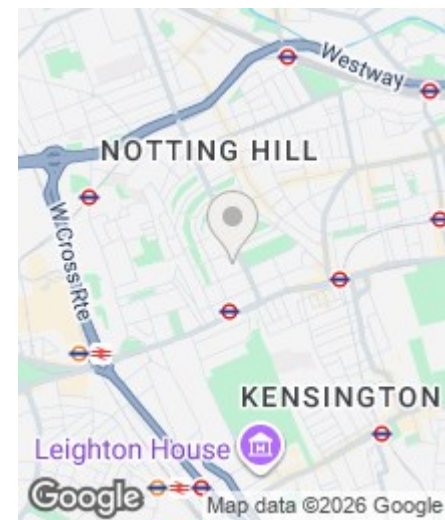 Westway
NOTTING HILL
W Cross Rte
KENSINGTON
Leighton House
Google
Map data ©2026 Google